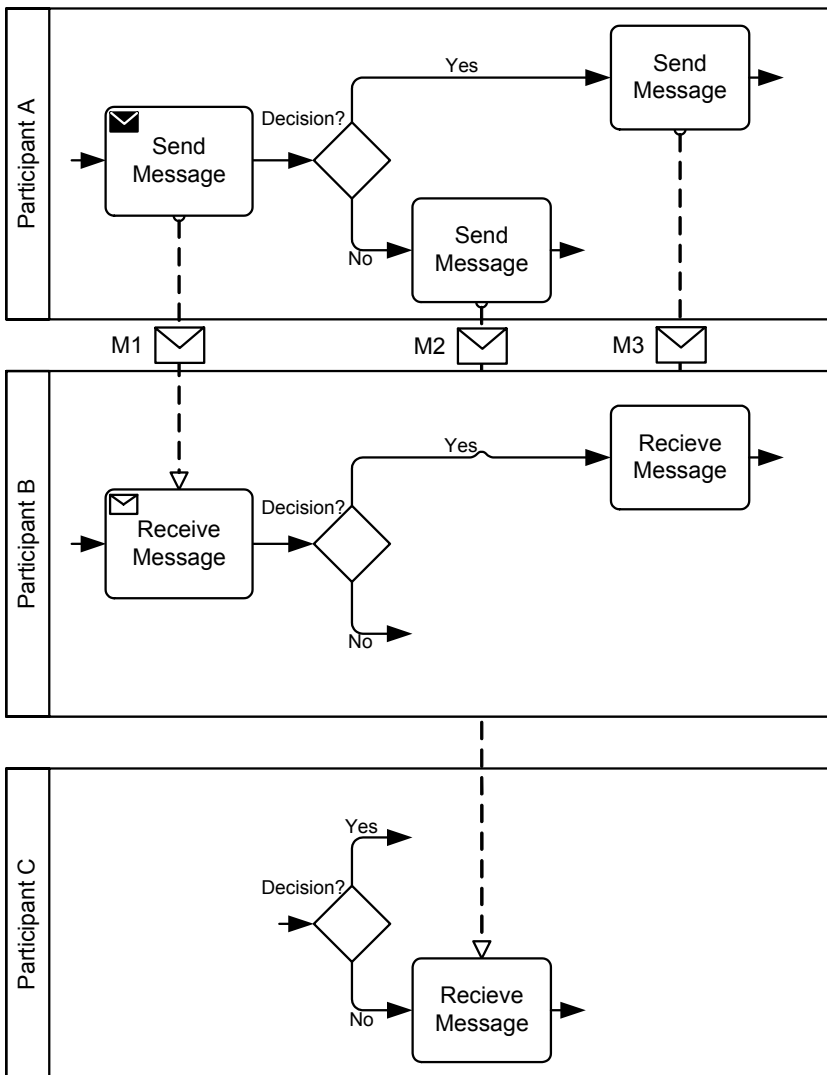 Participant A
Send
Message
Decision?
Yes
No
Send
Message
Send
Message
M1
M2
M3
Participant B
Receive
Message
Decision?
Yes
No
Recieve
Message
Participant C
Decision?
Yes
No
Recieve
Message